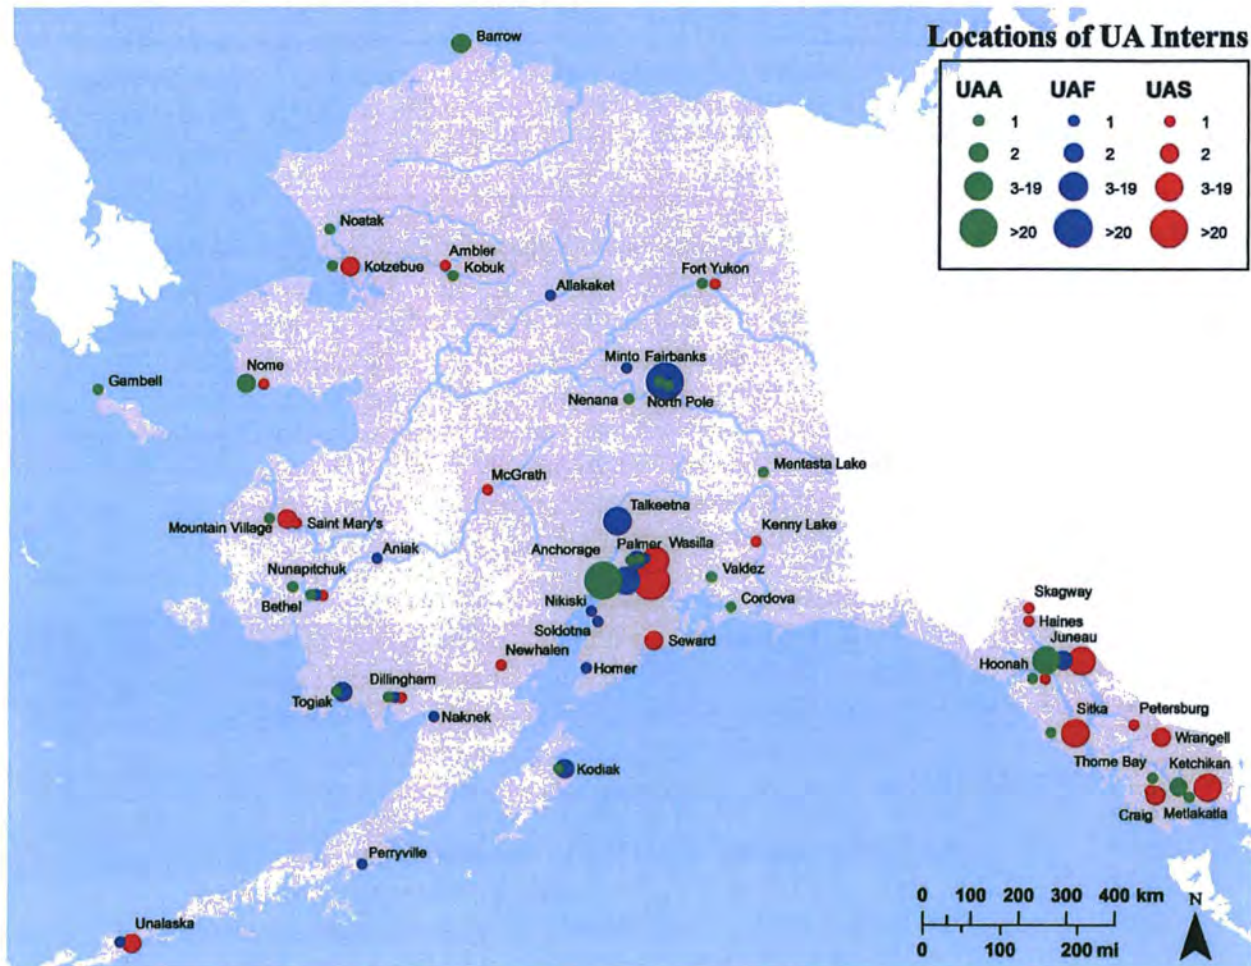 Locations of UA Interns
UAA UAF UAS
1 1 1
2 2 2
3-19 3-19 3-19
>20 >20 >20
Barrow
Noatak
Kotzebue
Ambler
Kobuk
Allakaket
Fort Yukon
Gambell
Nome
Minto
Fairbanks
Nenana
North Pole
McGrath
Mentasta Lake
Talkeetna
Mountain Village
Saint Mary's
Kenny Lake
Anchorage
Palmer
Wasilla
Aniak
Nunapitchuk
Bethel
Valdez
Cordova
Nikiski
Soldotna
Seward
Newhalen
Homer
Skagway
Haines
Juneau
Hoonah
Togiak
Dillingham
Naknek
Sitka
Petersburg
Wrangell
Thorne Bay
Ketchikan
Craig
Metlakatla
Kodiak
Perryville
Unalaska
0 100 200 300 400 km
0 100 200 mi
N